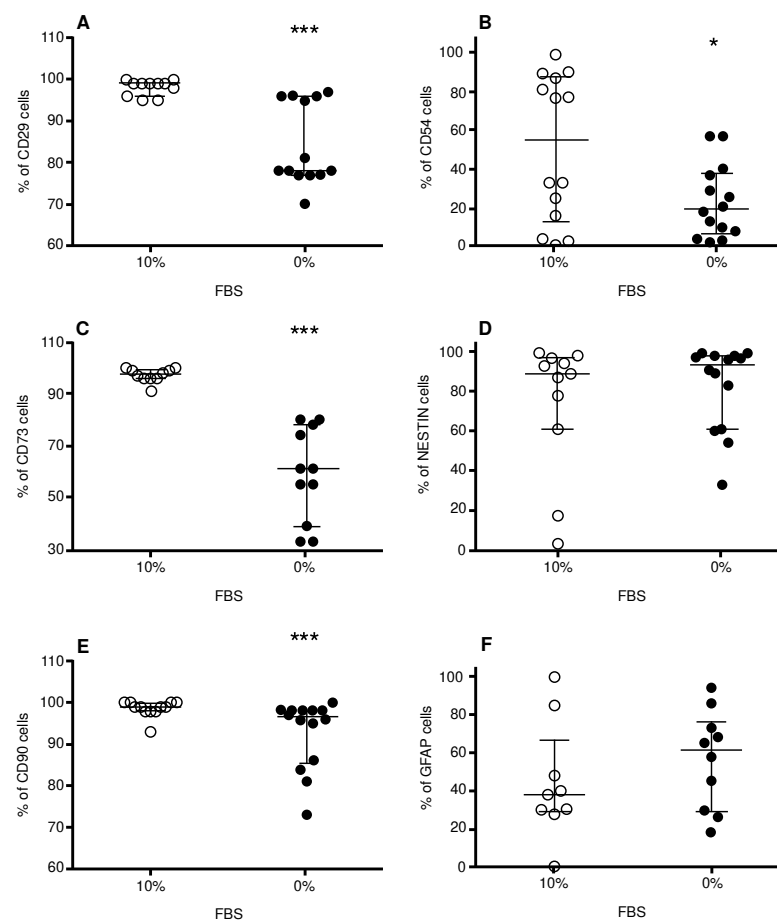 A
***
110
100
90
80
70
60
% of CD29 cells
10%
0%
FBS
B
*
100
80
60
40
20
0
% of CD54 cells
10%
0%
FBS
C
***
110
90
70
50
30
% of CD73 cells
10%
0%
FBS
D
100
80
60
40
20
0
% of NESTIN cells
10%
0%
FBS
E
***
110
100
90
80
70
60
% of CD90 cells
10%
0%
FBS
F
100
80
60
40
20
0
% of GFAP cells
10%
0%
FBS